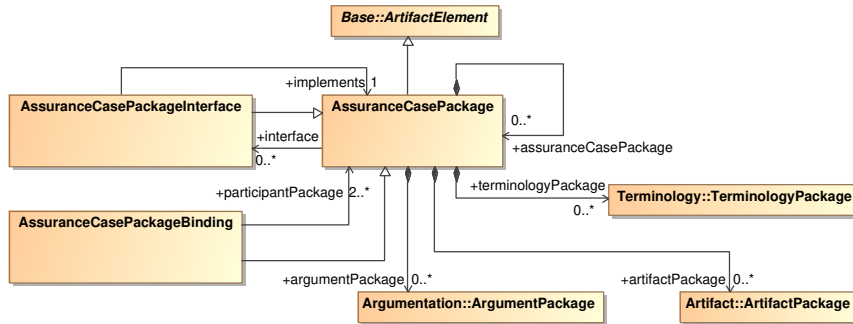 Base::ArtifactElement
+implements 1
AssuranceCasePackageInterface
AssuranceCasePackage
0..*
+interface
0..*
+assuranceCasePackage
+participantPackage 2..*
+terminologyPackage
0..*
Terminology::TerminologyPackage
AssuranceCasePackageBinding
+argumentPackage 0..*
+artifactPackage 0..*
Argumentation::ArgumentPackage
Artifact::ArtifactPackage